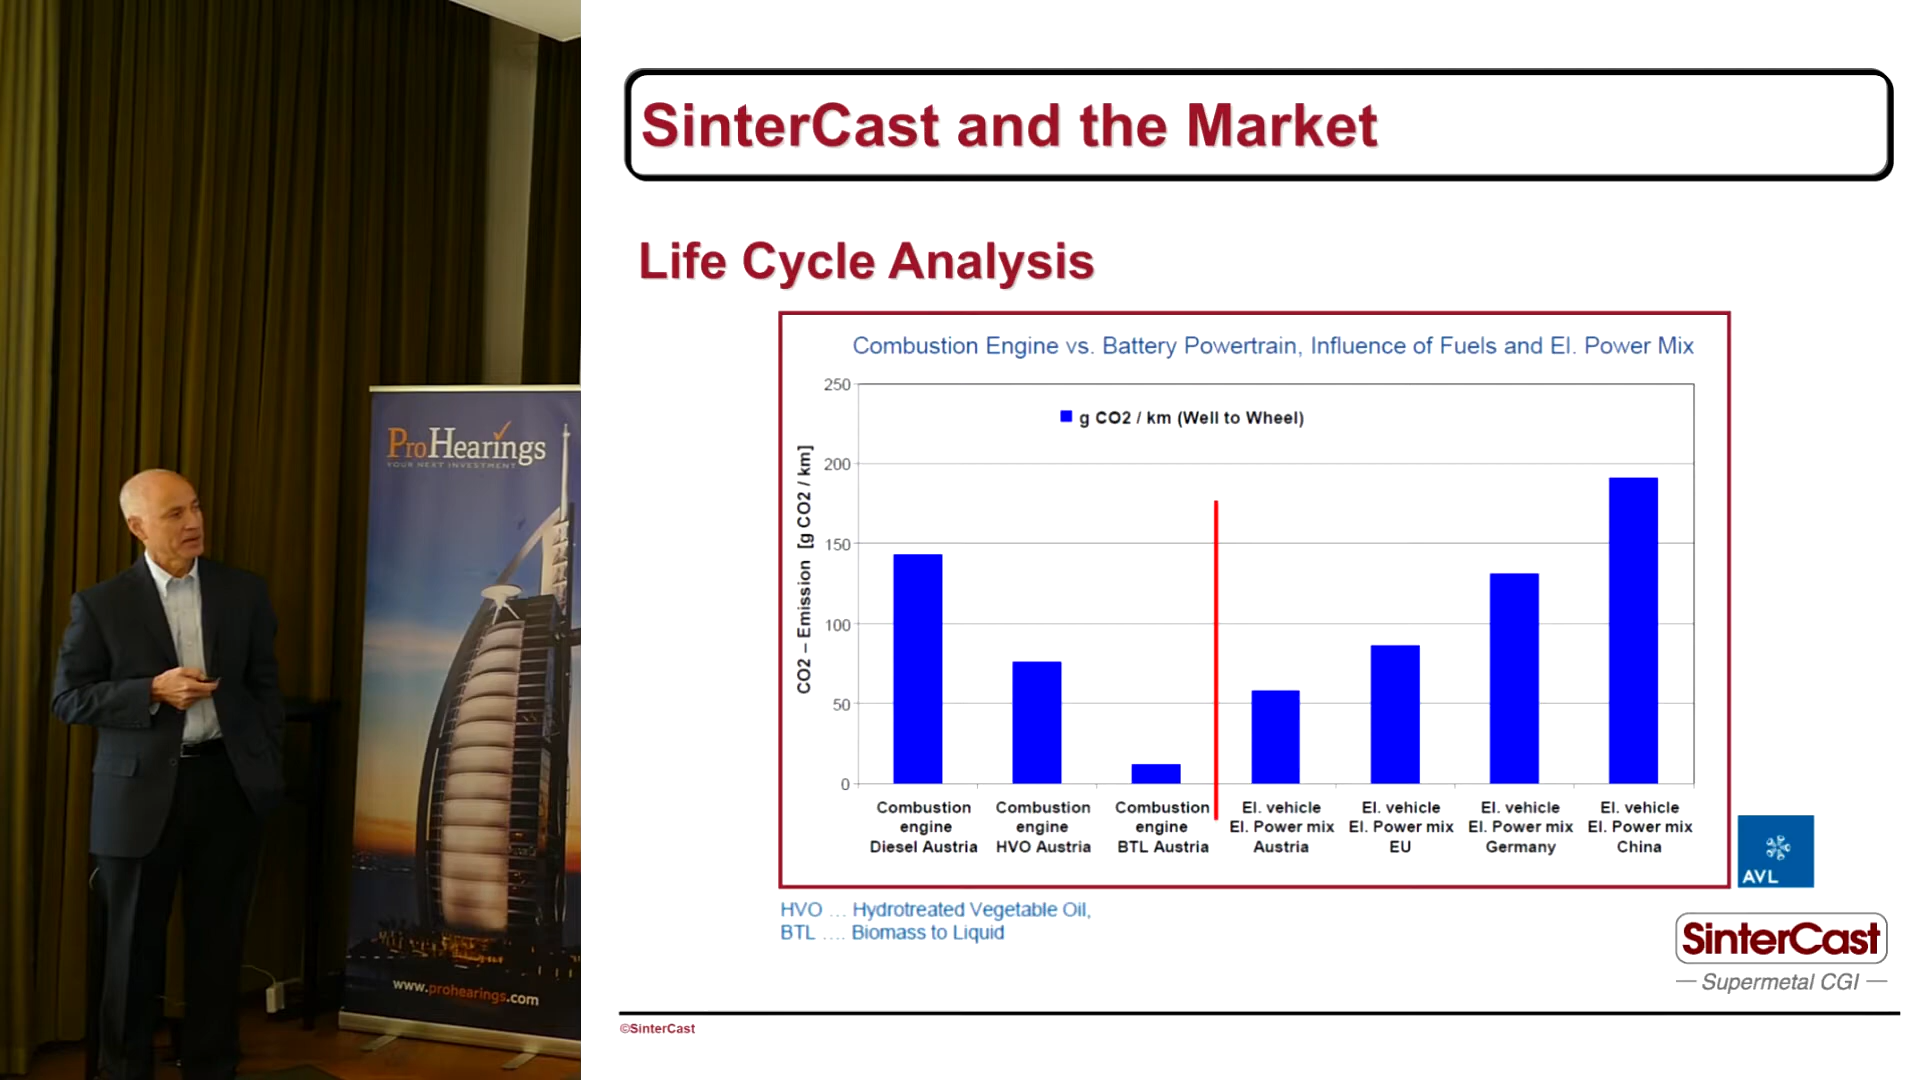 ProHearings
YOUR NEXT INVESTMENT
www.prohearings.com
SinterCast and the Market
Life Cycle Analysis
Combustion Engine vs. Battery Powertrain, Influence of Fuels and El. Power Mix
g CO2 / km (Well to Wheel)
CO2 – Emission [g CO2 / km]
250
200
150
100
50
0
Combustion
engine
Diesel Austria
Combustion
engine
HVO Austria
Combustion
engine
BTL Austria
El. vehicle
El. Power mix
Austria
El. vehicle
El. Power mix
EU
El. vehicle
El. Power mix
Germany
El. vehicle
El. Power mix
China
AVL
HVO ... Hydrotreated Vegetable Oil,
BTL .... Biomass to Liquid
SinterCast
— Supermetal CGI —
©SinterCast